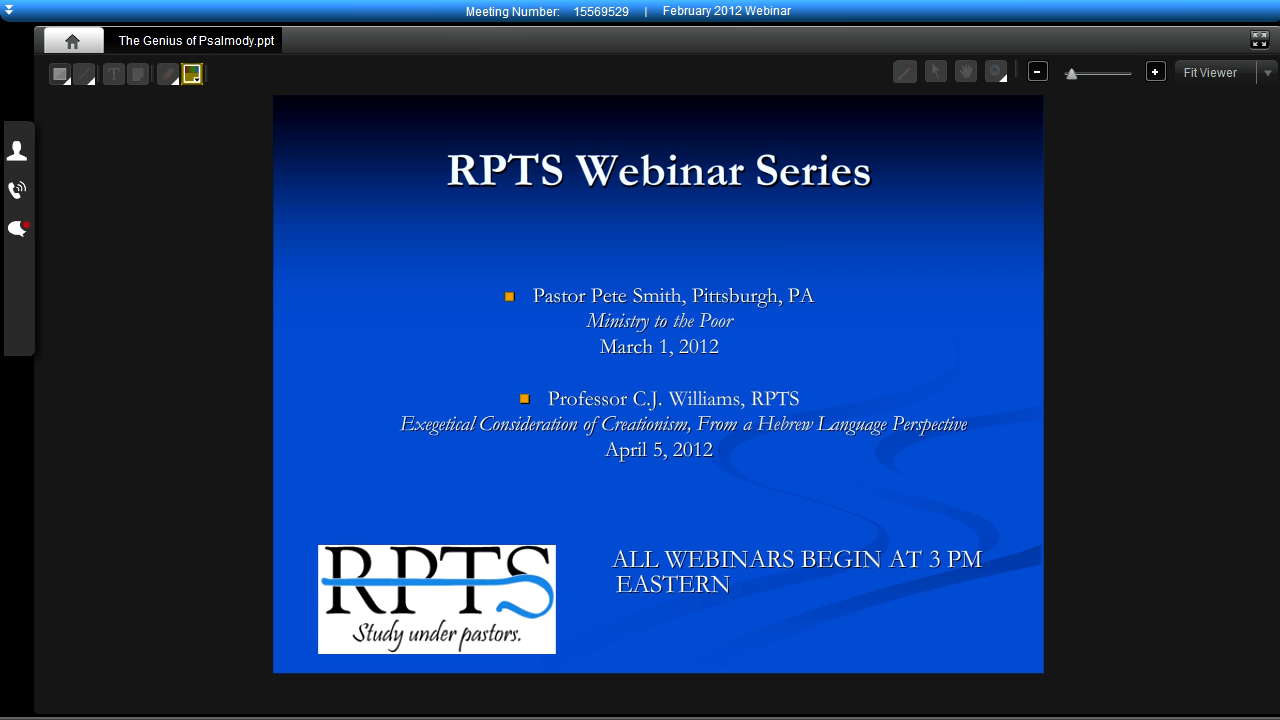 Meeting Number: 15569529 | February 2012 Webinar
The Genius of Psalmody.ppt
T
Fit Viewer
RPTS Webinar Series
Pastor Pete Smith, Pittsburgh, PA
Ministry to the Poor
March 1, 2012
Professor C.J. Williams, RPTS
Exegetical Consideration of Creationism, From a Hebrew Language Perspective
April 5, 2012
RPTS
Study under pastors.
ALL WEBINARS BEGIN AT 3 PM
EASTERN